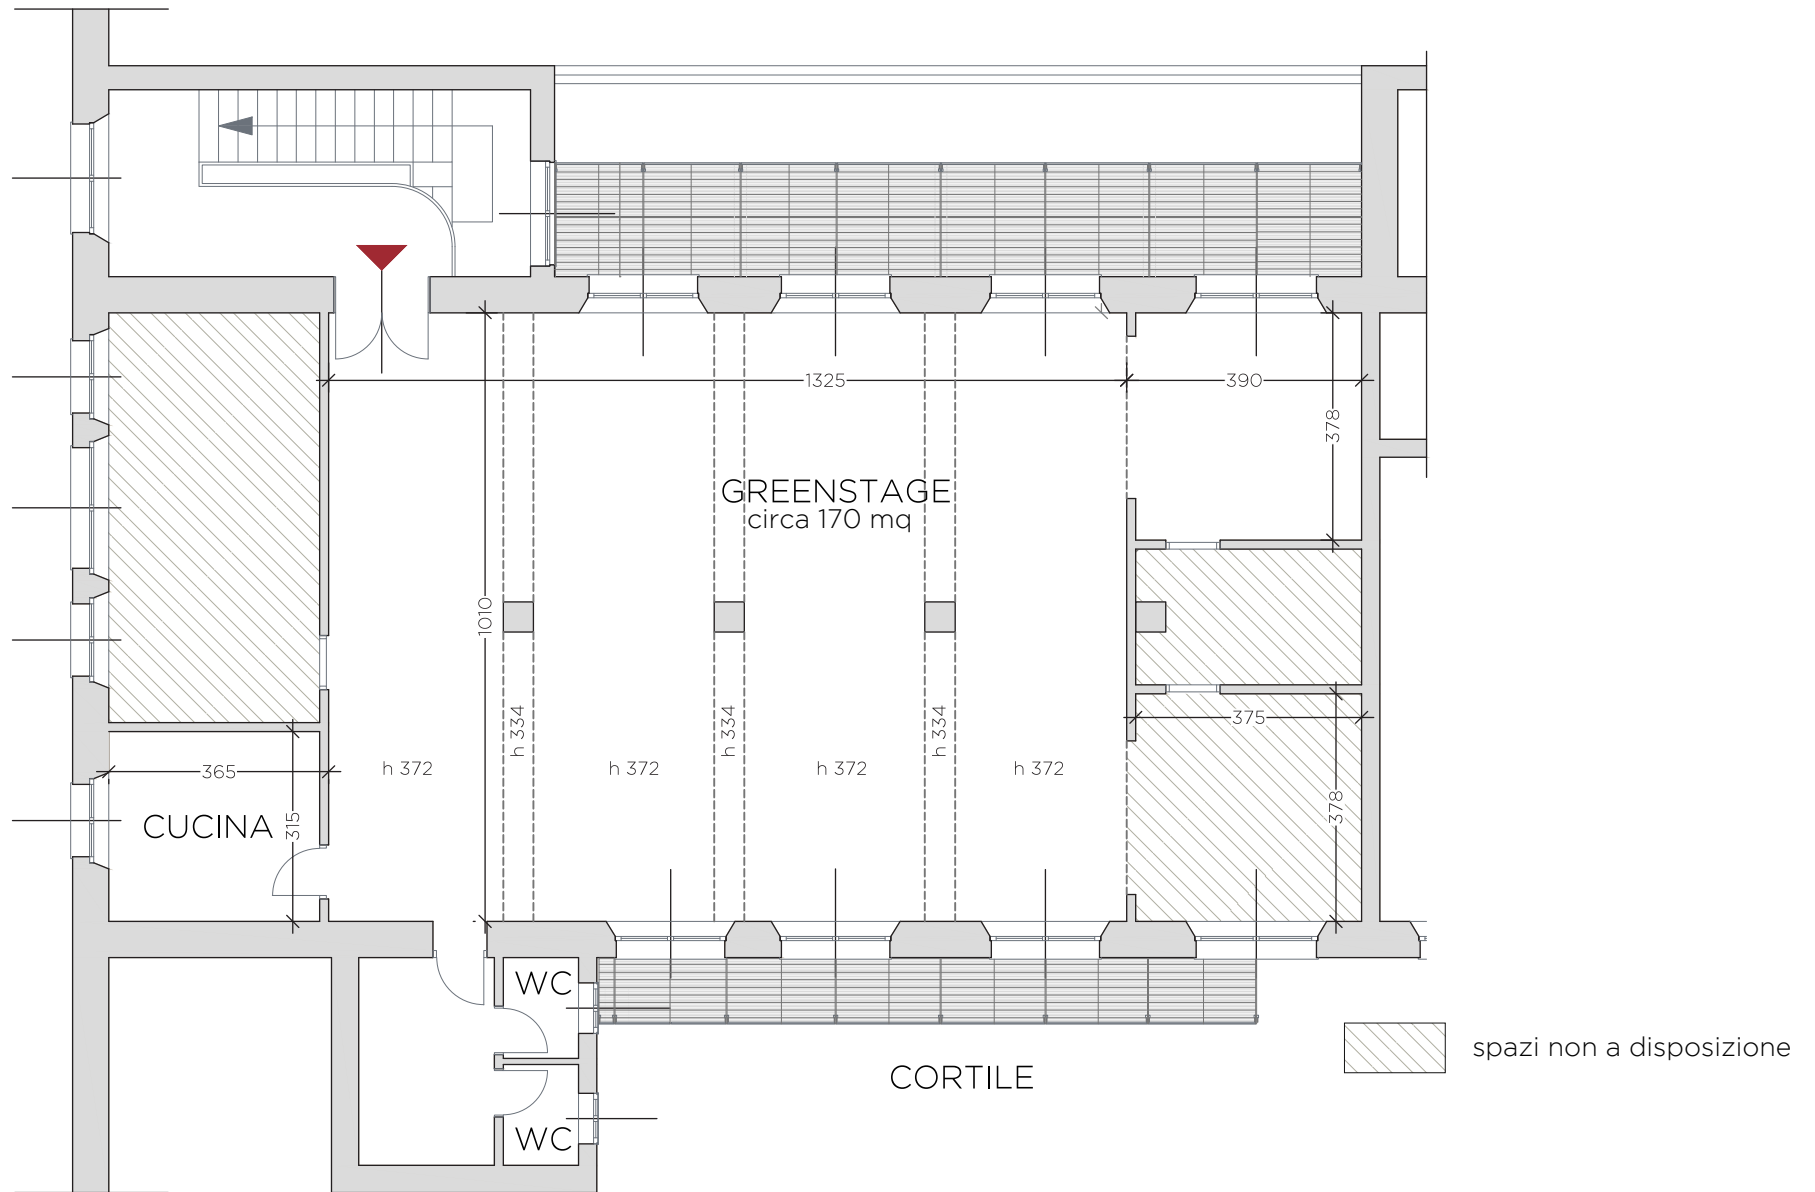 1325
390
378
GREENSTAGE
circa 170 mq
1010
h 334
h 334
h 334
375
365
h 372
h 372
h 372
h 372
378
CUCINA
315
WC
spazi non a disposizione
CORTILE
WC